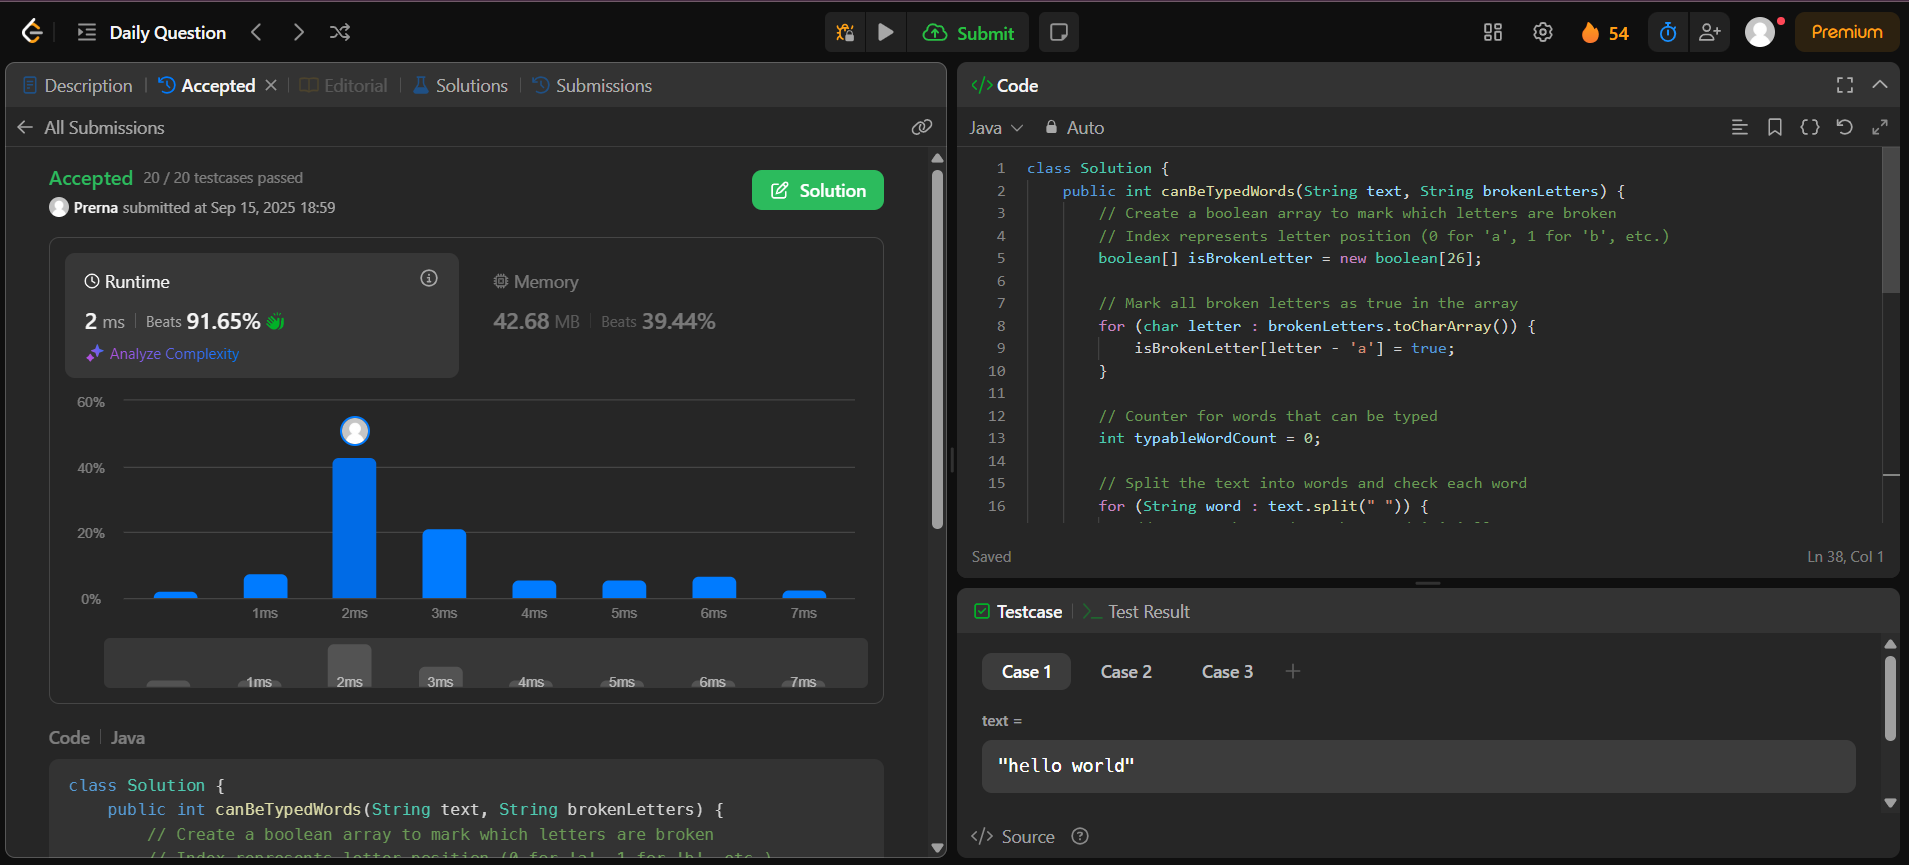 Daily Question
Submit
54
Premium
Description
Accepted
Editorial
Solutions
Submissions
All Submissions
Accepted 20 / 20 testcases passed
Prerna submitted at Sep 15, 2025 18:59
Solution
Runtime
2 ms Beats 91.65%
Analyze Complexity
Memory
42.68 MB Beats 39.44%
60%
40%
20%
0%
1ms 2ms 3ms 4ms 5ms 6ms 7ms
1ms 2ms 3ms 4ms 5ms 6ms 7ms
Code Java
class Solution {
public int canBeTypedWords(String text, String brokenLetters) {
// Create a boolean array to mark which letters are broken
// Index represents letter position (0 for 'a', 1 for 'b', etc.)
</> Code
Java Auto
1 class Solution {
2 public int canBeTypedWords(String text, String brokenLetters) {
3 // Create a boolean array to mark which letters are broken
4 // Index represents letter position (0 for 'a', 1 for 'b', etc.)
5 boolean[] isBrokenLetter = new boolean[26];
6
7 // Mark all broken letters as true in the array
8 for (char letter : brokenLetters.toCharArray()) {
9 isBrokenLetter[letter - 'a'] = true;
10 }
11
12 // Counter for words that can be typed
13 int typableWordCount = 0;
14
15 // Split the text into words and check each word
16 for (String word : text.split(" ")) {
Saved
Ln 38, Col 1
Testcase
>_ Test Result
Case 1 Case 2 Case 3 +
text =
"hello world"
</> Source ?